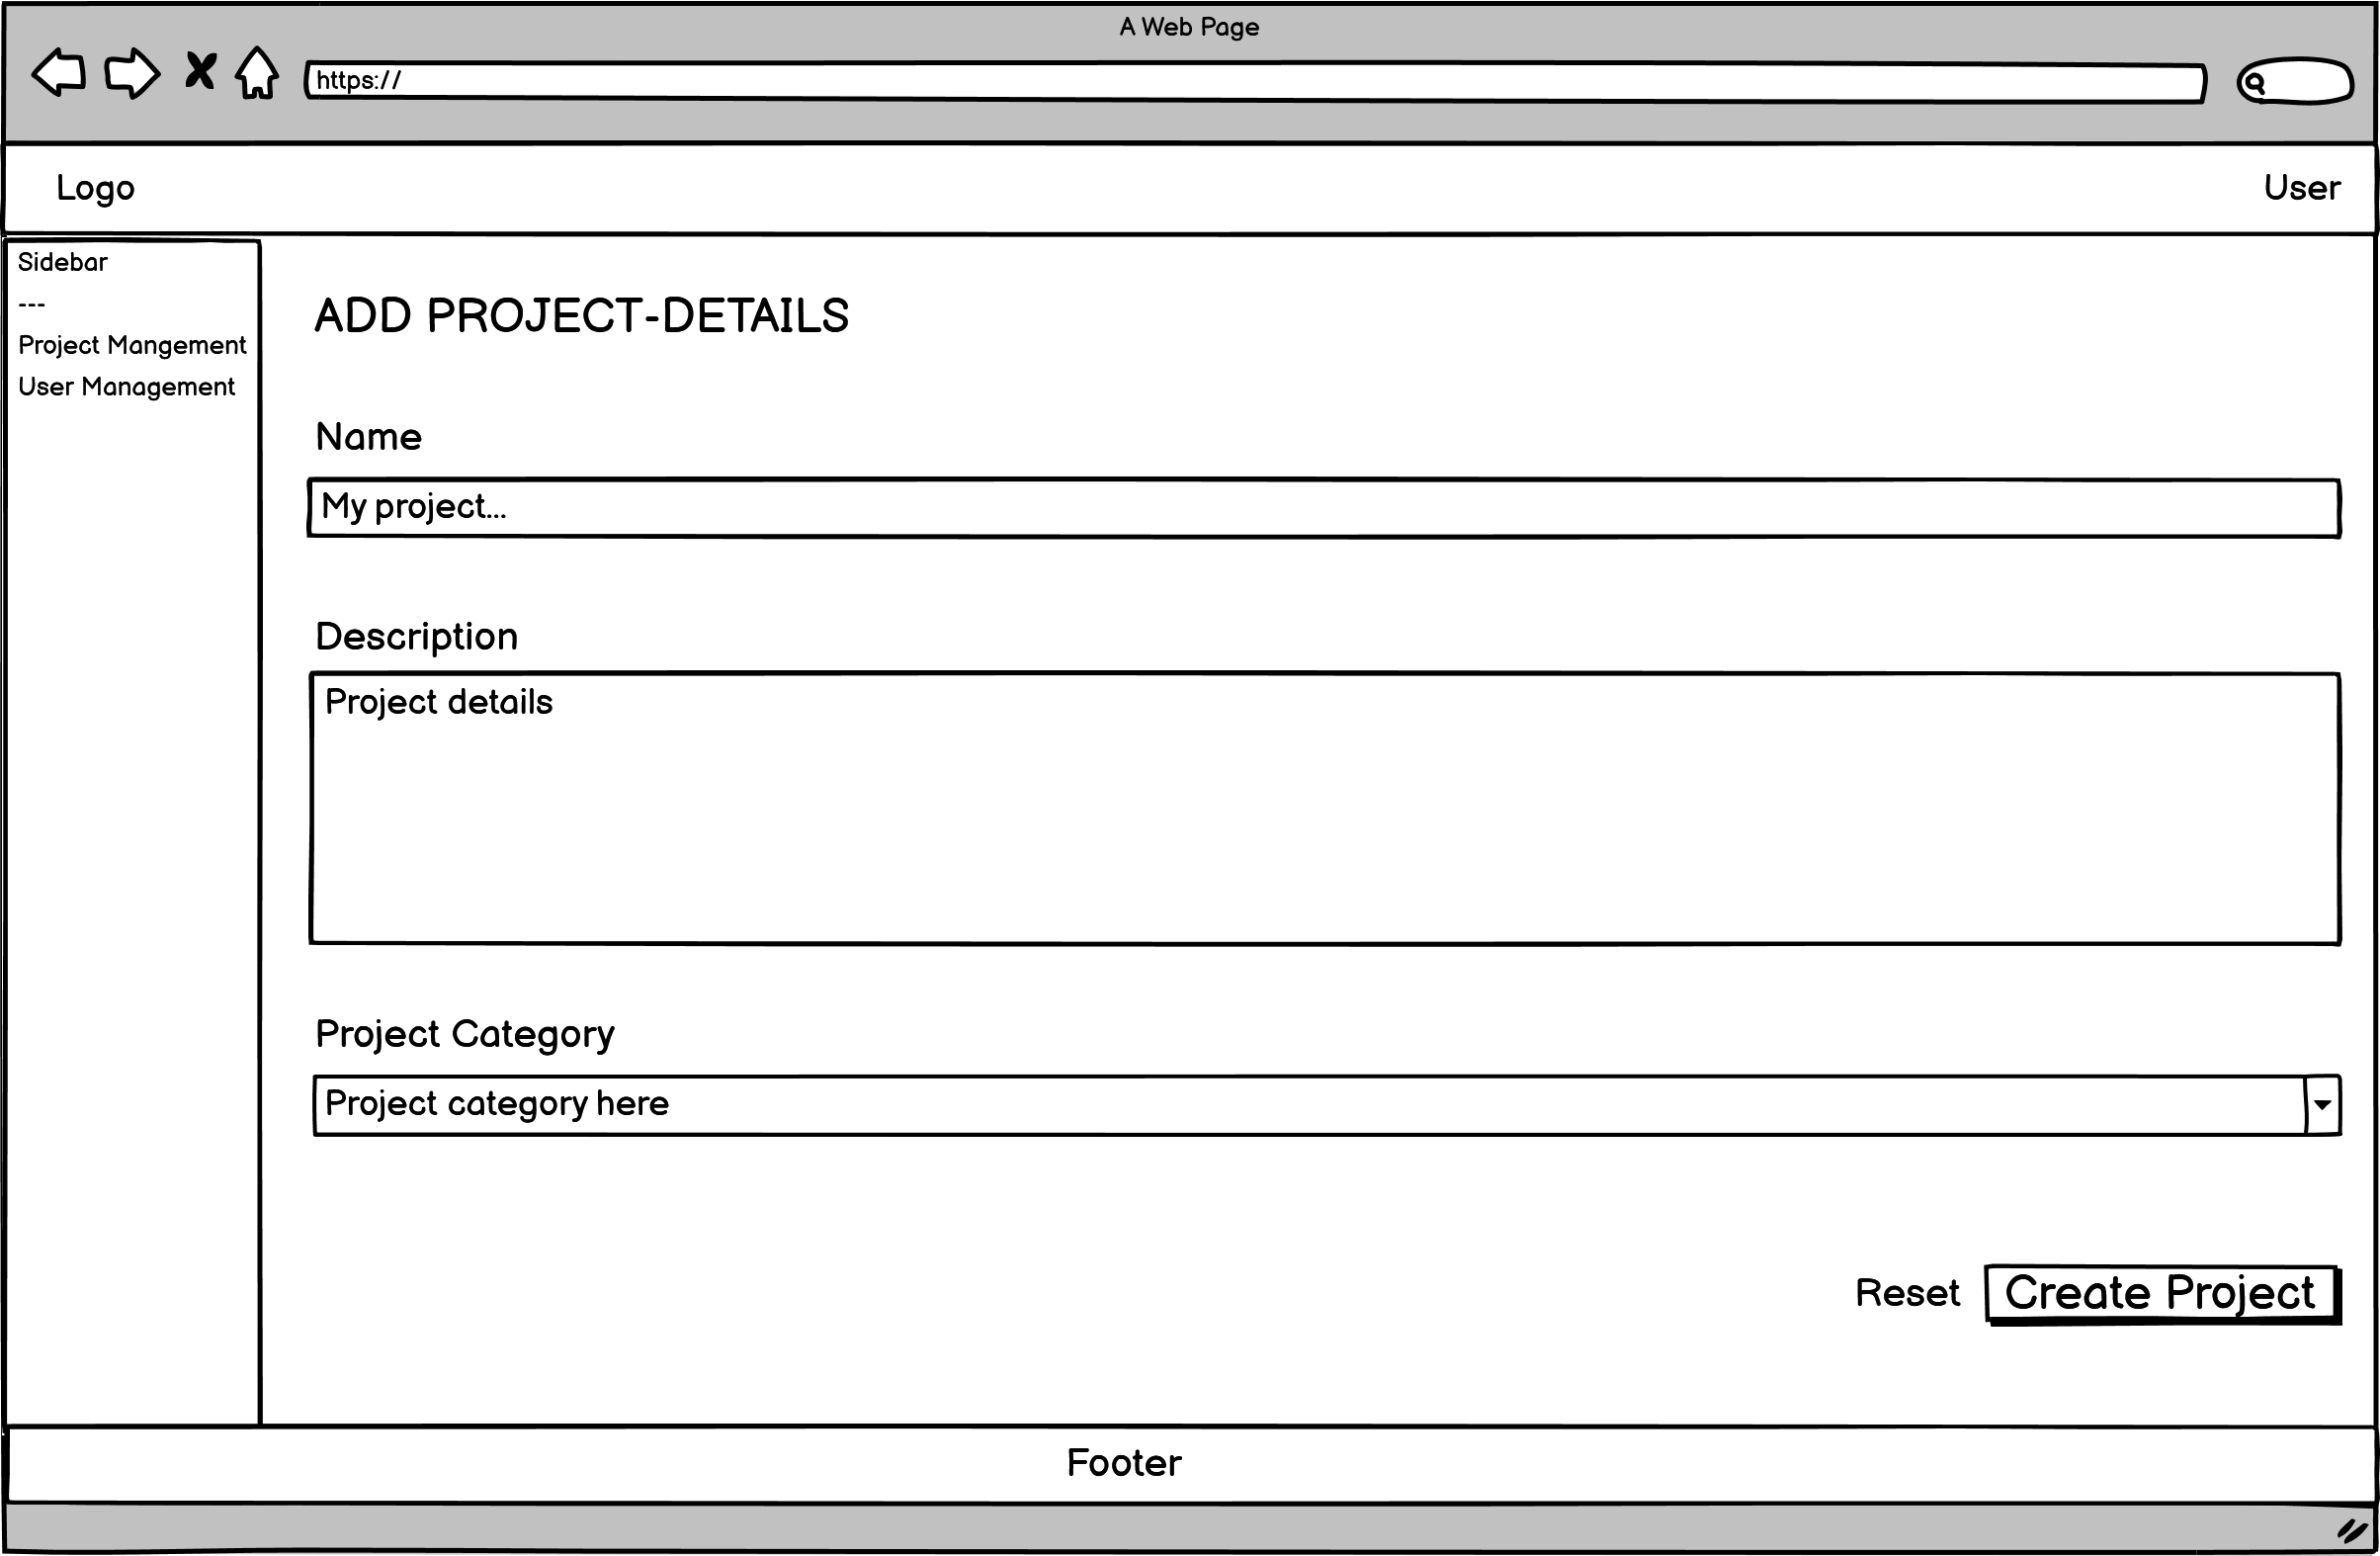 A Web Page
https://
Logo
User
Sidebar
---
Project Mangement
User Management
ADD PROJECT-DETAILS
Name
My project...
Description
Project details
Project Category
Project category here
Reset
Create Project
Footer